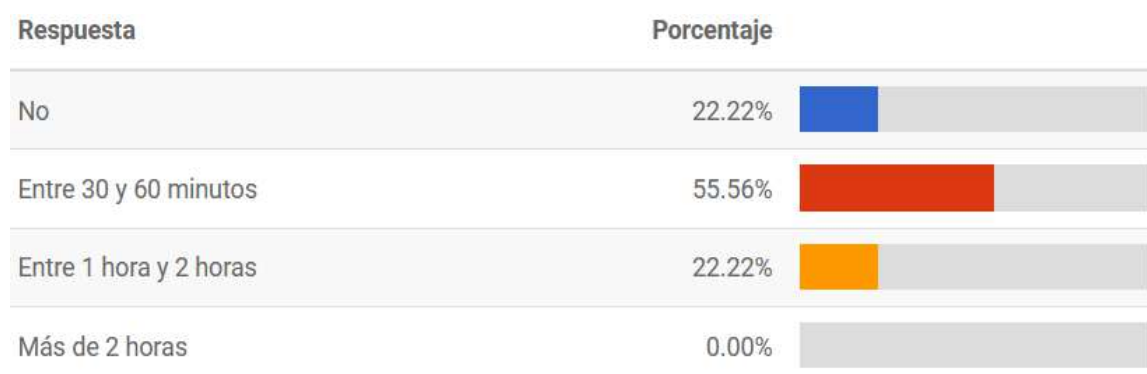 Respuesta Porcentaje
No 22.22%
Entre 30 y 60 minutos 55.56%
Entre 1 hora y 2 horas 22.22%
Más de 2 horas 0.00%